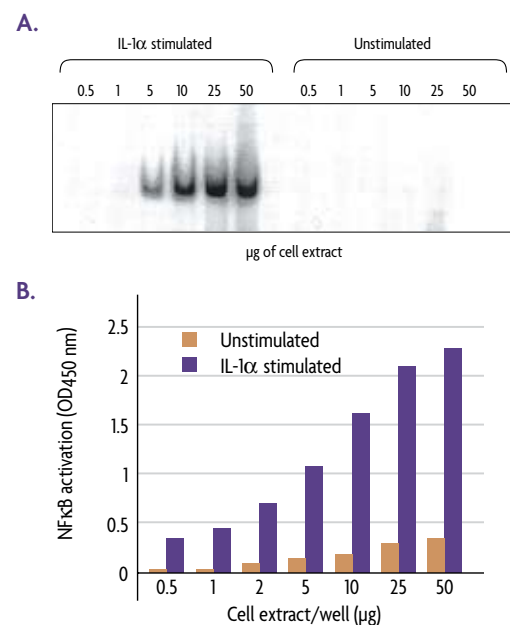 A.
IL-1α stimulated Unstimulated
0.5 1 5 10 25 50 0.5 1 5 10 25 50
µg of cell extract
B.
NFκB activation (OD450 nm)
2.5
2
1.5
1
0.5
0
Unstimulated
IL-1α stimulated
0.5 1 2 5 10 25 50
Cell extract/well (µg)